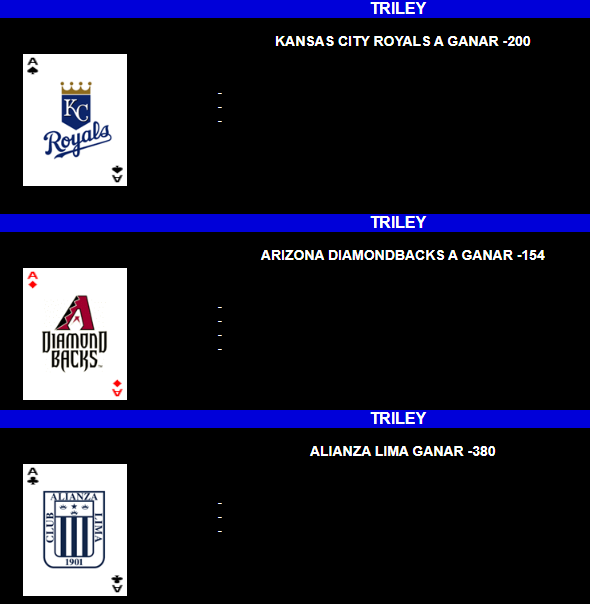 TRILEY
KANSAS CITY ROYALS A GANAR -200
A
KC
Royals
-
-
-
A
TRILEY
ARIZONA DIAMONDBACKS A GANAR -154
A
A
DIAMOND
BACKS
-
-
-
-
A
TRILEY
ALIANZA LIMA GANAR -380
A
ALIANZA
CLUB
LIMA
1901
-
-
-
A